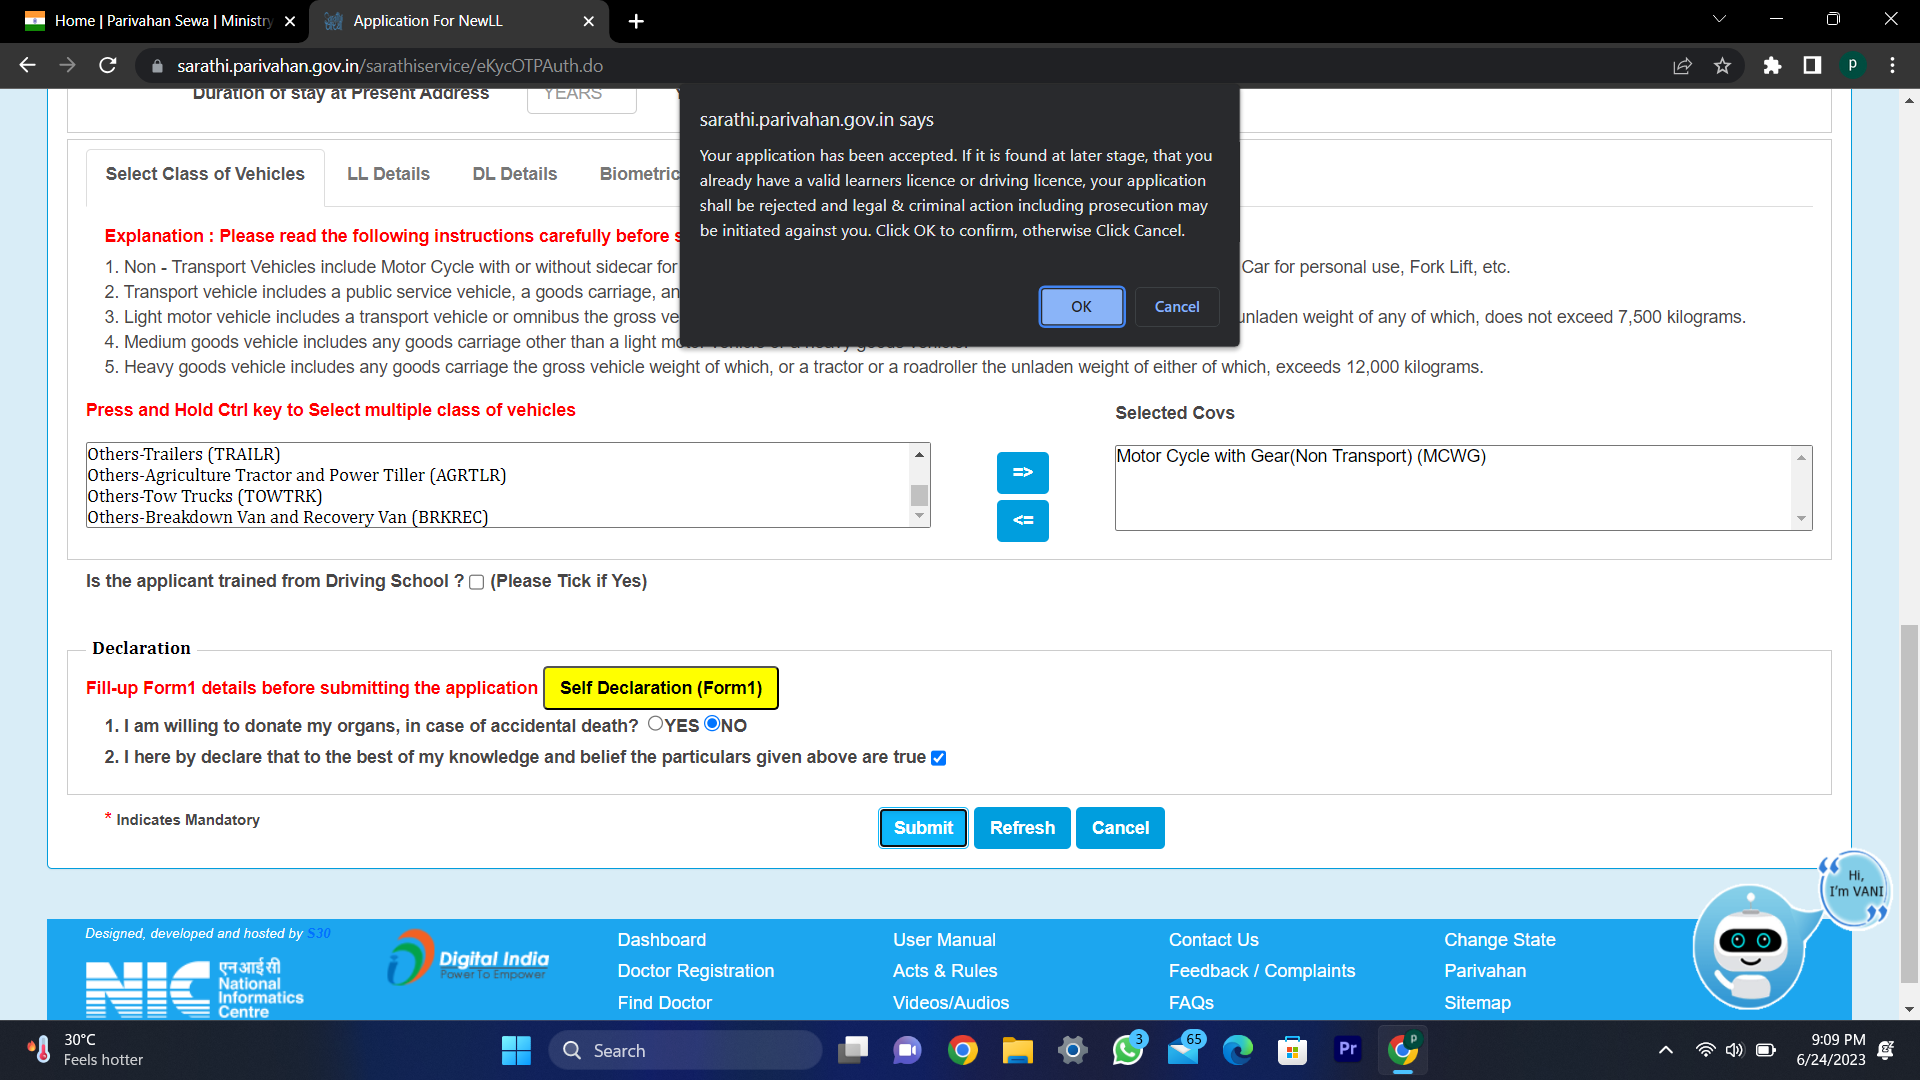 Home | Parivahan Sewa | Ministry
Application For NewLL
sarathi.parivahan.gov.in/sarathiservice/eKycOTPAuth.do
P
Duration of stay at Present Address
YEARS
sarathi.parivahan.gov.in says
Your application has been accepted. If it is found at later stage, that you
already have a valid learners licence or driving licence, your application
shall be rejected and legal & criminal action including prosecution may
be initiated against you. Click OK to confirm, otherwise Click Cancel.
OK
Cancel
Select Class of Vehicles
LL Details
DL Details
Biometric
Explanation : Please read the following instructions carefully before
1. Non - Transport Vehicles include Motor Cycle with or without sidecar for Car for personal use, Fork Lift, etc.
2. Transport vehicle includes a public service vehicle, a goods carriage, an
3. Light motor vehicle includes a transport vehicle or omnibus the gross ve unladen weight of any of which, does not exceed 7,500 kilograms.
4. Medium goods vehicle includes any goods carriage other than a light motor vehicle or a heavy goods vehicle.
5. Heavy goods vehicle includes any goods carriage the gross vehicle weight of which, or a tractor or a roadroller the unladen weight of either of which, exceeds 12,000 kilograms.
Press and Hold Ctrl key to Select multiple class of vehicles
Selected Covs
Others-Trailers (TRAILR)
Others-Agriculture Tractor and Power Tiller (AGRTLR)
Others-Tow Trucks (TOWTRK)
Others-Breakdown Van and Recovery Van (BRKREC)
=>
<=
Motor Cycle with Gear(Non Transport) (MCWG)
Is the applicant trained from Driving School ? (Please Tick if Yes)
Declaration
Fill-up Form1 details before submitting the application Self Declaration (Form1)
1. I am willing to donate my organs, in case of accidental death? YES NO
2. I here by declare that to the best of my knowledge and belief the particulars given above are true
* Indicates Mandatory
Submit
Refresh
Cancel
Hi,
I'm VANI
Designed, developed and hosted by S30
NIC
एन आई सी
National
Informatics
Centre
Digital India
Power To Empower
Dashboard
Doctor Registration
Find Doctor
User Manual
Acts & Rules
Videos/Audios
Contact Us
Feedback / Complaints
FAQs
Change State
Parivahan
Sitemap
30°C
Feels hotter
Search
3
65
Pr
P
9:09 PM
6/24/2023